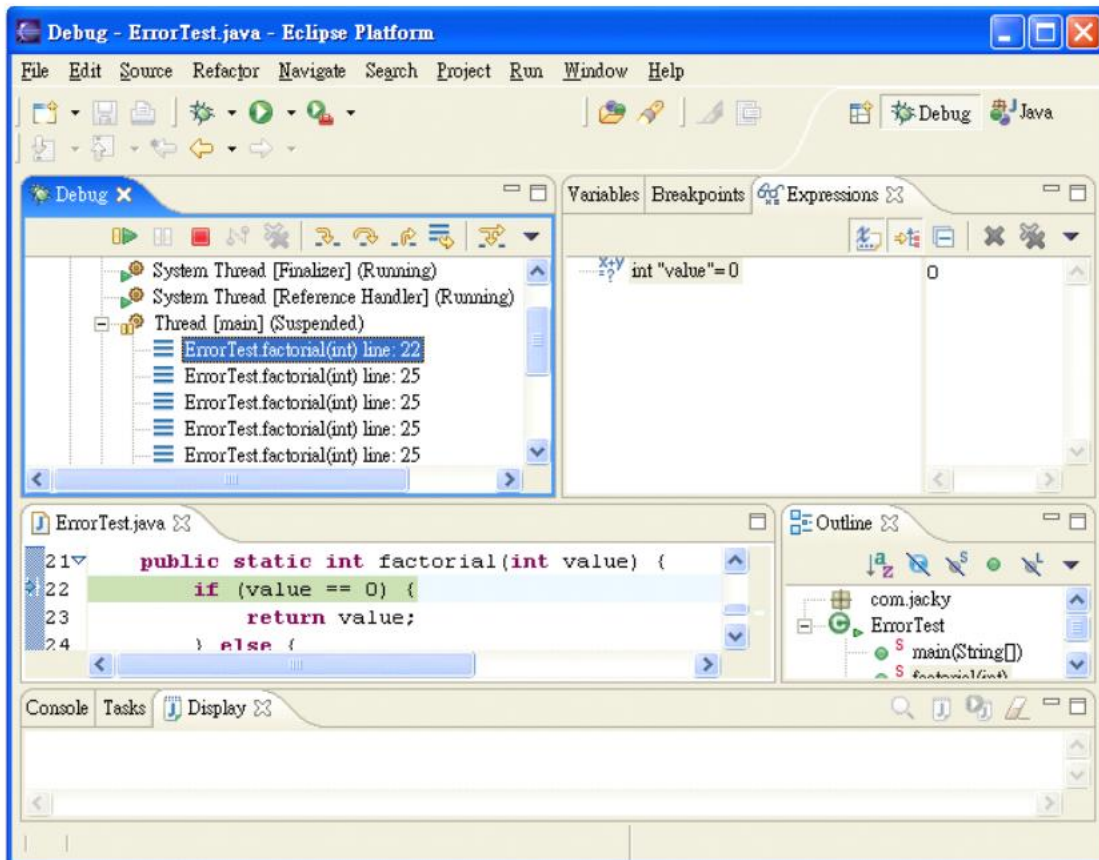 Debug - ErrorTest.java - Eclipse Platform
File Edit Source Refactor Navigate Search Project Run Window Help
Debug Java
Debug
Variables Breakpoints Expressions
System Thread [Finalizer] (Running)
System Thread [Reference Handler] (Running)
Thread [main] (Suspended)
ErrorTest.factorial(int) line: 22
ErrorTest.factorial(int) line: 25
ErrorTest.factorial(int) line: 25
ErrorTest.factorial(int) line: 25
ErrorTest.factorial(int) line: 25
x+y
=?
int "value"= 0
0
ErrorTest.java
21 public static int factorial(int value) {
22 if (value == 0) {
23 return value;
24 } else {
Outline
com.jacky
ErrorTest
S main(String[])
S factorial(int)
Console Tasks Display